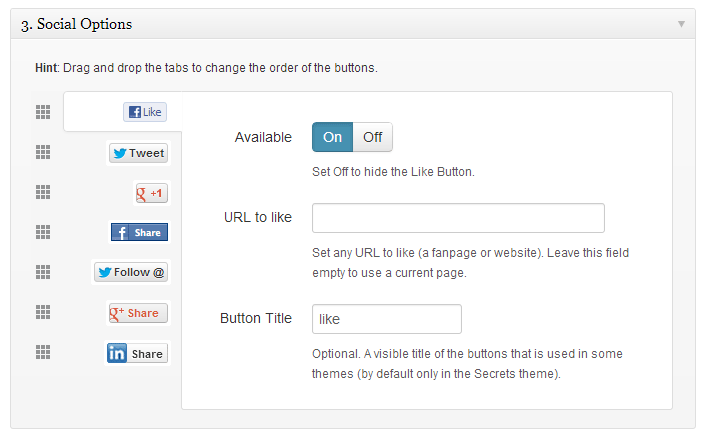 3. Social Options
Hint: Drag and drop the tabs to change the order of the buttons.
Like
Tweet
g +1
f Share
Follow @
g+ Share
in Share
Available
On Off
Set Off to hide the Like Button.
URL to like
Set any URL to like (a fanpage or website). Leave this field
empty to use a current page.
Button Title
like
Optional. A visible title of the buttons that is used in some
themes (by default only in the Secrets theme).